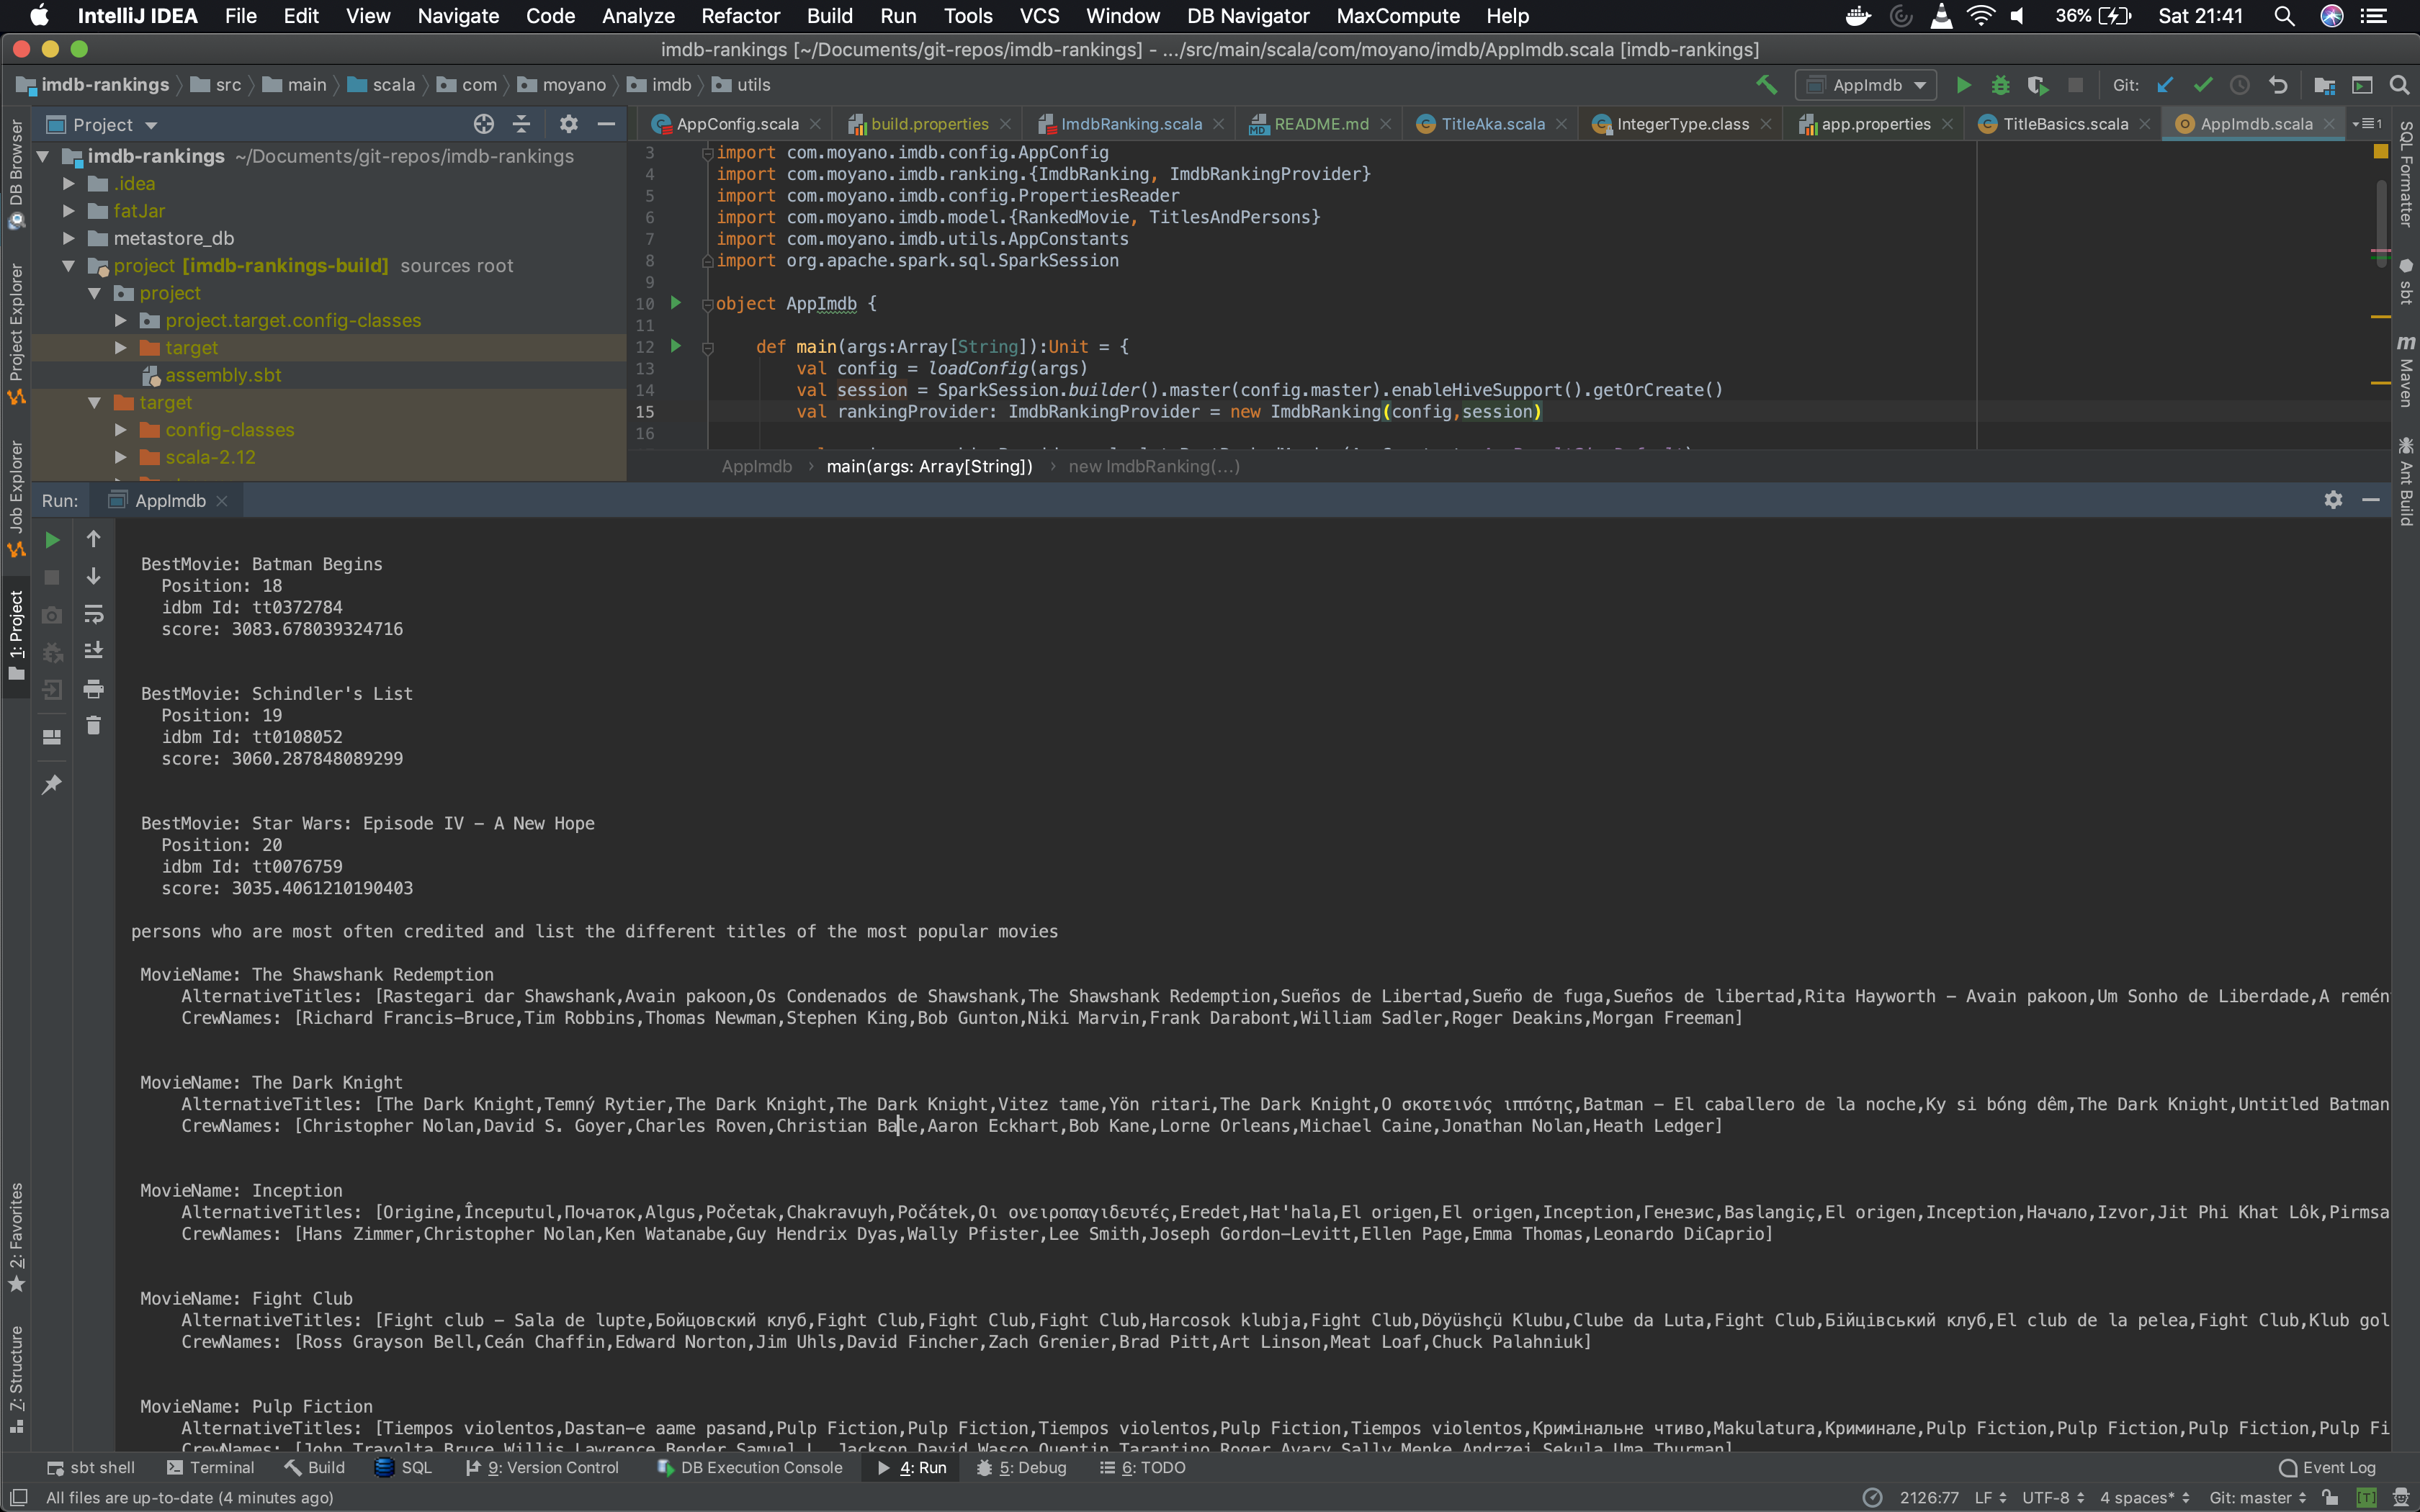 IntelliJ IDEA File Edit View Navigate Code Analyze Refactor Build Run Tools VCS Window DB Navigator MaxCompute Help 36% Sat 21:41
imdb-rankings [~/Documents/git-repos/imdb-rankings] - .../src/main/scala/com/moyano/imdb/AppImdb.scala [imdb-rankings]
imdb-rankings src main scala com moyano imdb utils AppImdb Git:
Project
AppConfig.scala build.properties ImdbRanking.scala README.md TitleAka.scala IntegerType.class app.properties TitleBasics.scala AppImdb.scala 1
imdb-rankings ~/Documents/git-repos/imdb-rankings
.idea
fatJar
metastore_db
project [imdb-rankings-build] sources root
project
project.target.config-classes
target
assembly.sbt
target
config-classes
scala-2.12
3 import com.moyano.imdb.config.AppConfig
4 import com.moyano.imdb.ranking.{ImdbRanking, ImdbRankingProvider}
5 import com.moyano.imdb.config.PropertiesReader
6 import com.moyano.imdb.model.{RankedMovie, TitlesAndPersons}
7 import com.moyano.imdb.utils.AppConstants
8 import org.apache.spark.sql.SparkSession
9
10 object AppImdb {
11
12 def main(args:Array[String]):Unit = {
13 val config = loadConfig(args)
14 val session = SparkSession.builder().master(config.master).enableHiveSupport().getOrCreate()
15 val rankingProvider: ImdbRankingProvider = new ImdbRanking(config,session)
16
AppImdb main(args: Array[String]) new ImdbRanking(...)
DB Browser
Project Explorer
Job Explorer
1: Project
2: Favorites
7: Structure
SQL Formatter
sbt
Maven
Ant Build
Run: AppImdb
BestMovie: Batman Begins
Position: 18
idbm Id: tt0372784
score: 3083.678039324716
BestMovie: Schindler's List
Position: 19
idbm Id: tt0108052
score: 3060.287848089299
BestMovie: Star Wars: Episode IV - A New Hope
Position: 20
idbm Id: tt0076759
score: 3035.4061210190403
persons who are most often credited and list the different titles of the most popular movies
MovieName: The Shawshank Redemption
AlternativeTitles: [Rastegari dar Shawshank,Avain pakoon,Os Condenados de Shawshank,The Shawshank Redemption,Sueños de Libertad,Sueño de fuga,Sueños de libertad,Rita Hayworth - Avain pakoon,Um Sonho de Liberdade,A remén
CrewNames: [Richard Francis-Bruce,Tim Robbins,Thomas Newman,Stephen King,Bob Gunton,Niki Marvin,Frank Darabont,William Sadler,Roger Deakins,Morgan Freeman]
MovieName: The Dark Knight
AlternativeTitles: [The Dark Knight,Temný Rytier,The Dark Knight,The Dark Knight,Vitez tame,Yön ritari,The Dark Knight,Ο σκοτεινός ιππότης,Batman - El caballero de la noche,Ky si bóng dêm,The Dark Knight,Untitled Batman
CrewNames: [Christopher Nolan,David S. Goyer,Charles Roven,Christian Bale,Aaron Eckhart,Bob Kane,Lorne Orleans,Michael Caine,Jonathan Nolan,Heath Ledger]
MovieName: Inception
AlternativeTitles: [Origine,Începutul,Початок,Algus,Početak,Chakravuyh,Počátek,Οι ονειροπαγιδευτές,Eredet,Hat'hala,El origen,El origen,Inception,Генезис,Baslangiç,El origen,Inception,Начало,Izvor,Jit Phi Khat Lôk,Pirmsa
CrewNames: [Hans Zimmer,Christopher Nolan,Ken Watanabe,Guy Hendrix Dyas,Wally Pfister,Lee Smith,Joseph Gordon-Levitt,Ellen Page,Emma Thomas,Leonardo DiCaprio]
MovieName: Fight Club
AlternativeTitles: [Fight club - Sala de lupte,Бойцовский клуб,Fight Club,Fight Club,Fight Club,Harcosok klubja,Fight Club,Döyüshçü Klubu,Clube da Luta,Fight Club,Бійцівський клуб,El club de la pelea,Fight Club,Klub gol
CrewNames: [Ross Grayson Bell,Ceán Chaffin,Edward Norton,Jim Uhls,David Fincher,Zach Grenier,Brad Pitt,Art Linson,Meat Loaf,Chuck Palahniuk]
MovieName: Pulp Fiction
AlternativeTitles: [Tiempos violentos,Dastan-e aame pasand,Pulp Fiction,Pulp Fiction,Tiempos violentos,Pulp Fiction,Tiempos violentos,Кримінальне чтиво,Makulatura,Криминале,Pulp Fiction,Pulp Fiction,Pulp Fiction,Pulp Fi
CrewNames: [John Travolta,Bruce Willis,Lawrence Bender,Samuel L. Jackson,David Wasco,Quentin Tarantino,Roger Avary,Sally Menke,Andrzej Sekula,Uma Thurman]
sbt shell Terminal Build SQL 9: Version Control DB Execution Console 4: Run 5: Debug 6: TODO Event Log
All files are up-to-date (4 minutes ago) 2126:77 LF UTF-8 4 spaces* Git: master [T]